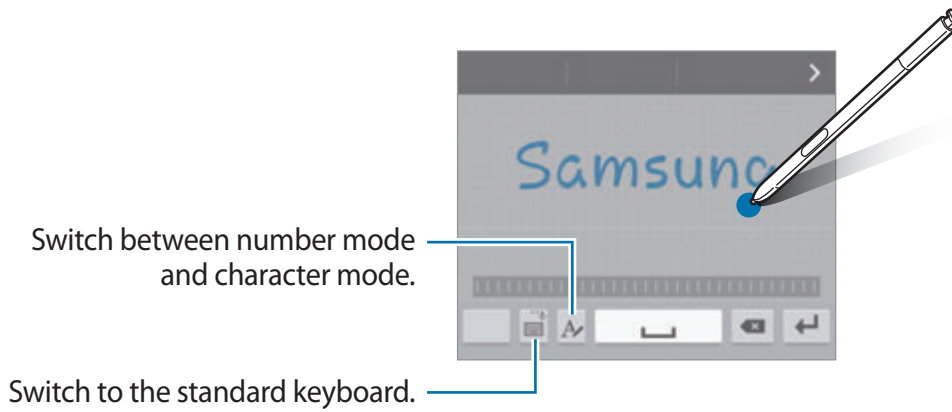 Samsung
Switch between number mode
and character mode.
A
Switch to the standard keyboard.